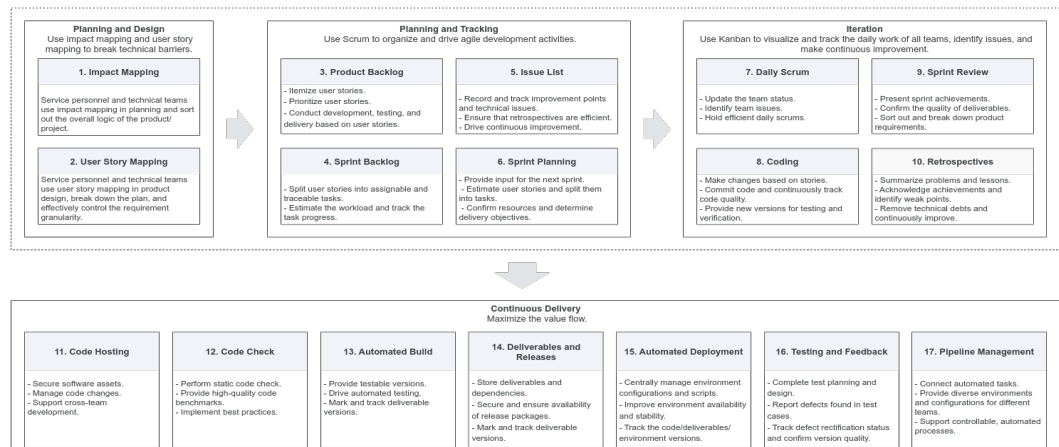 Planning and Design
Use impact mapping and user story
mapping to break technical barriers.
1. Impact Mapping
Service personnel and technical teams
use impact mapping in planning and sort
out the overall logic of the product/
project.
2. User Story Mapping
Service personnel and technical teams
use user story mapping in product
design, break down the plan, and
effectively control the requirement
granularity.
Planning and Tracking
Use Scrum to organize and drive agile development activities.
3. Product Backlog
- Itemize user stories.
- Prioritize user stories.
- Conduct development, testing, and
delivery based on user stories.
4. Sprint Backlog
- Split user stories into assignable and
traceable tasks.
- Estimate the workload and track the
task progress.
5. Issue List
- Record and track improvement points
and technical issues.
- Ensure that retrospectives are efficient.
- Drive continuous improvement.
6. Sprint Planning
- Provide input for the next sprint.
- Estimate user stories and split them
into tasks.
- Confirm resources and determine
delivery objectives.
Iteration
Use Kanban to visualize and track the daily work of all teams, identify issues, and
make continuous improvement.
7. Daily Scrum
- Update the team status.
- Identify team issues.
- Hold efficient daily scrums.
8. Coding
- Make changes based on stories.
- Commit code and continuously track
code quality.
- Provide new versions for testing and
verification.
9. Sprint Review
- Present sprint achievements.
- Confirm the quality of deliverables.
- Sort out and break down product
requirements.
10. Retrospectives
- Summarize problems and lessons.
- Acknowledge achievements and
identify weak points.
- Remove technical debts and
continuously improve.
Continuous Delivery
Maximize the value flow.
11. Code Hosting
- Secure software assets.
- Manage code changes.
- Support cross-team
development.
12. Code Check
- Perform static code check.
- Provide high-quality code
benchmarks.
- Implement best practices.
13. Automated Build
- Provide testable versions.
- Drive automated testing.
- Mark and track deliverable
versions.
14. Deliverables and
Releases
- Store deliverables and
dependencies.
- Secure and ensure availability
of release packages.
- Mark and track deliverable
versions.
15. Automated Deployment
- Centrally manage environment
configurations and scripts.
- Improve environment availability
and stability.
- Track the code/deliverables/
environment versions.
16. Testing and Feedback
- Complete test planning and
design.
- Report defects found in test
cases.
- Track defect rectification status
and confirm version quality.
17. Pipeline Management
- Connect automated tasks.
- Provide diverse environments
and configurations for different
teams.
- Support controllable, automated
processes.